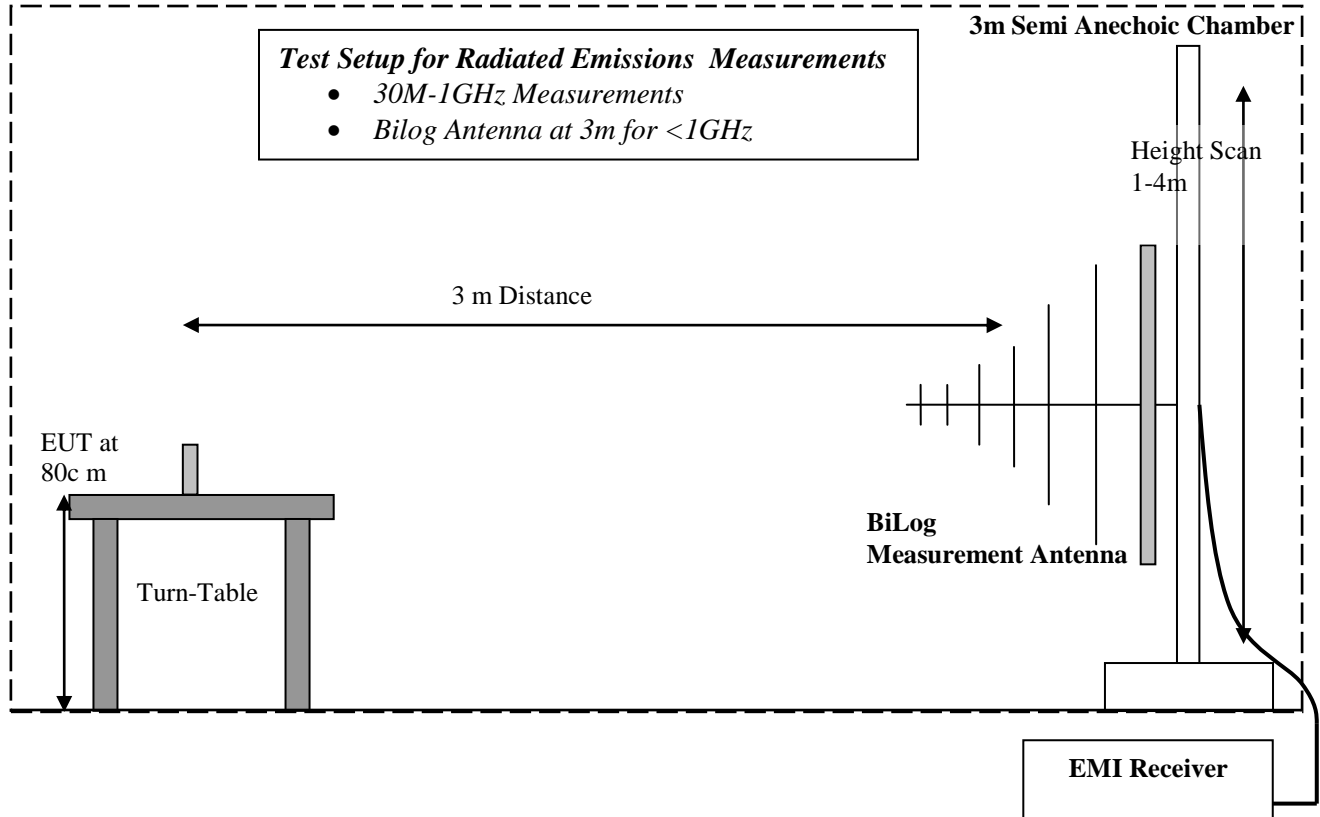 3m Semi Anechoic Chamber
Test Setup for Radiated Emissions Measurements
• 30M-1GHz Measurements
• Bilog Antenna at 3m for <1GHz
Height Scan
1-4m
3 m Distance
EUT at
80c m
BiLog
Measurement Antenna
Turn-Table
EMI Receiver